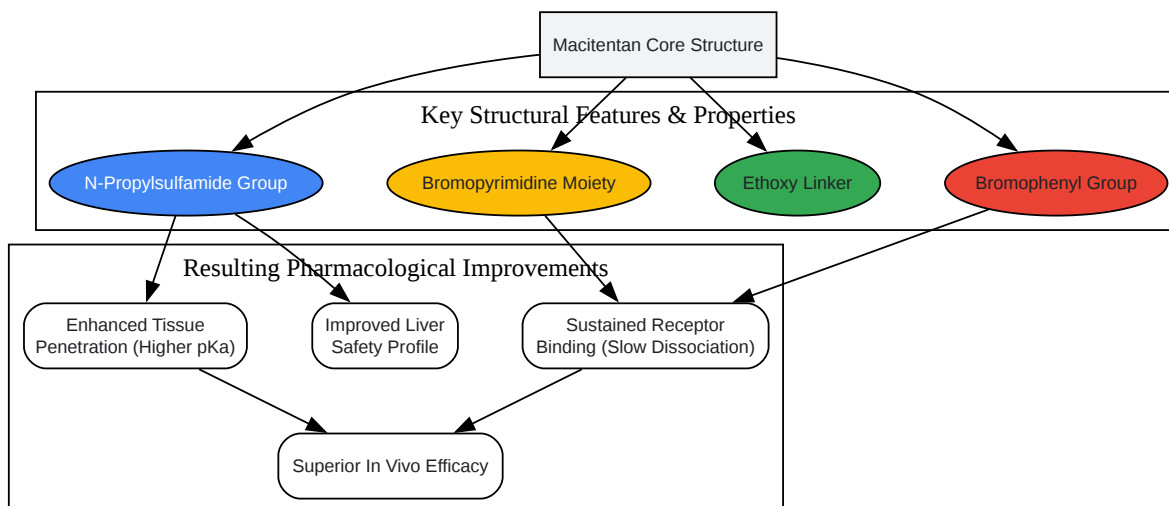 Macitentan Core Structure
Key Structural Features & Properties
N-Propylsulfamide Group
Bromopyrimidine Moiety
Ethoxy Linker
Bromophenyl Group
Resulting Pharmacological Improvements
Enhanced Tissue
Penetration (Higher pKa)
Improved Liver
Safety Profile
Sustained Receptor
Binding (Slow Dissociation)
Superior In Vivo Efficacy